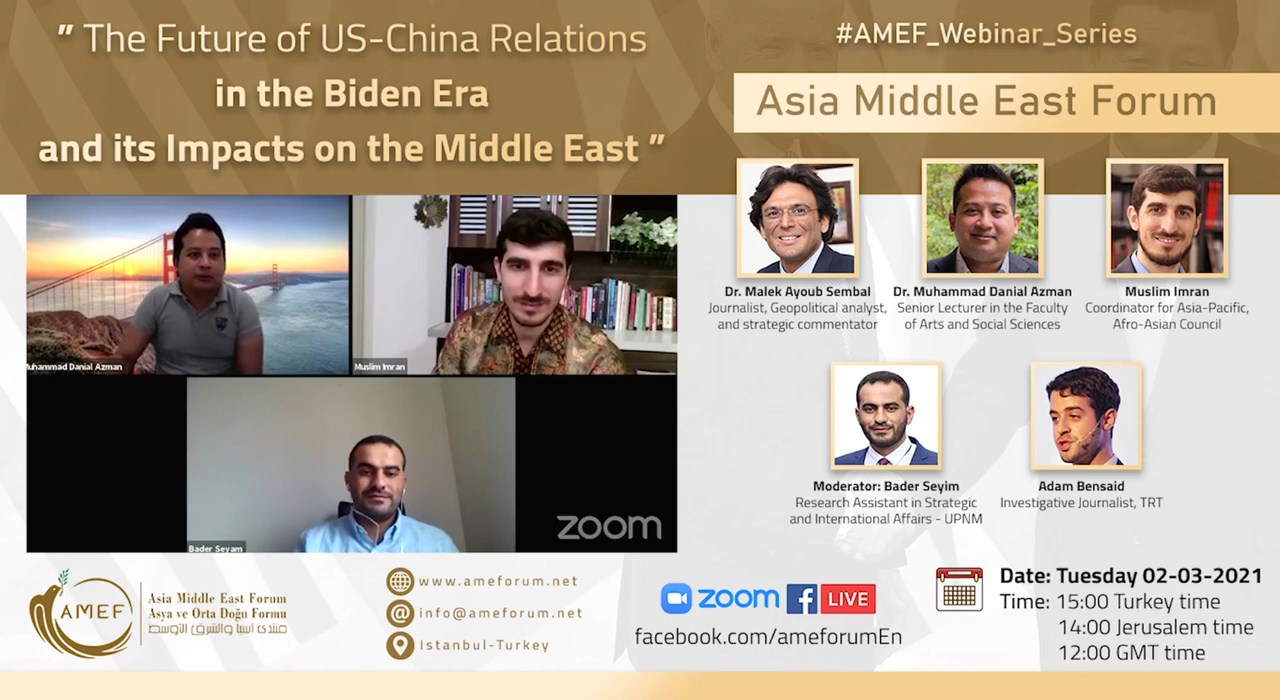 " The Future of US-China Relations
in the Biden Era
and its Impacts on the Middle East "
#AMEF_Webinar_Series
Asia Middle East Forum
Dr. Malek Ayoub Sembal
Journalist, Geopolitical analyst,
and strategic commentator
Dr. Muhammad Danial Azman
Senior Lecturer in the Faculty
of Arts and Social Sciences
Muslim Imran
Coordinator for Asia-Pacific,
Afro-Asian Council
Muhammad Danial Azman
Muslim Imran
Moderator: Bader Seyim
Research Assistant in Strategic
and International Affairs - UPNM
Adam Bensaid
Investigative Journalist, TRT
zoom
Bader Seyam
AMEF
Asia Middle East Forum
Asya ve Orta Doğu Formu
منتدى آسيا والشرق الأوسط
www.ameforum.net
info@ameforum.net
Istanbul-Turkey
zoom f LIVE
facebook.com/ameforumEn
Date: Tuesday 02-03-2021
Time: 15:00 Turkey time
14:00 Jerusalem time
12:00 GMT time